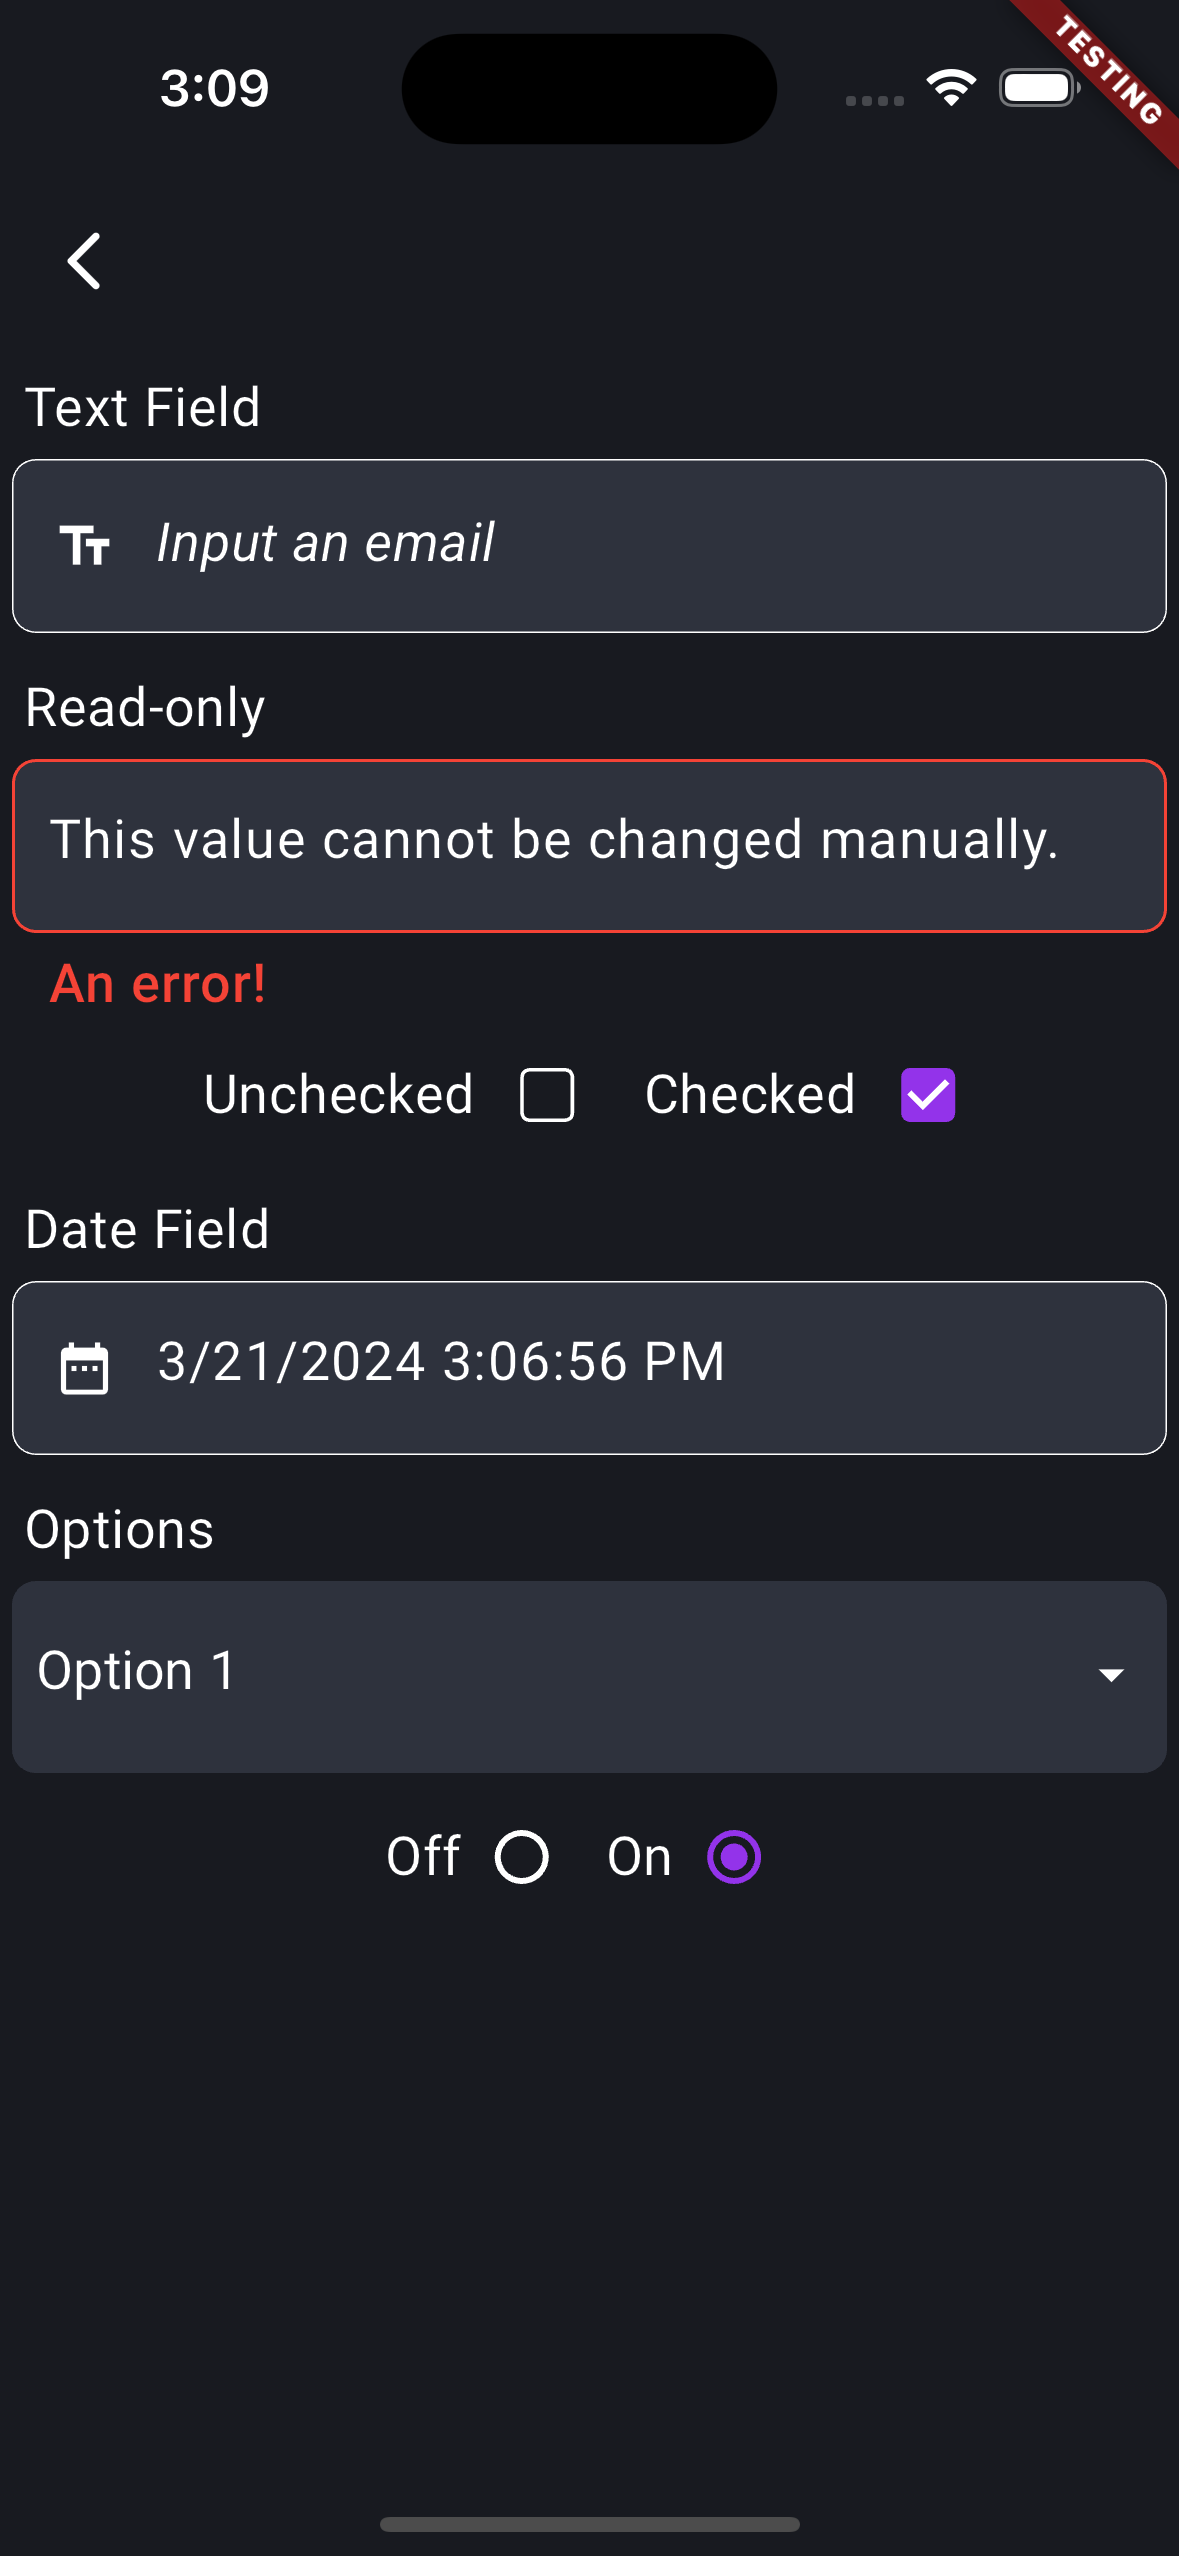 3:09
TESTING
Text Field
Input an email
Read-only
This value cannot be changed manually.
An error!
Unchecked Checked
Date Field
3/21/2024 3:06:56 PM
Options
Option 1
Off On